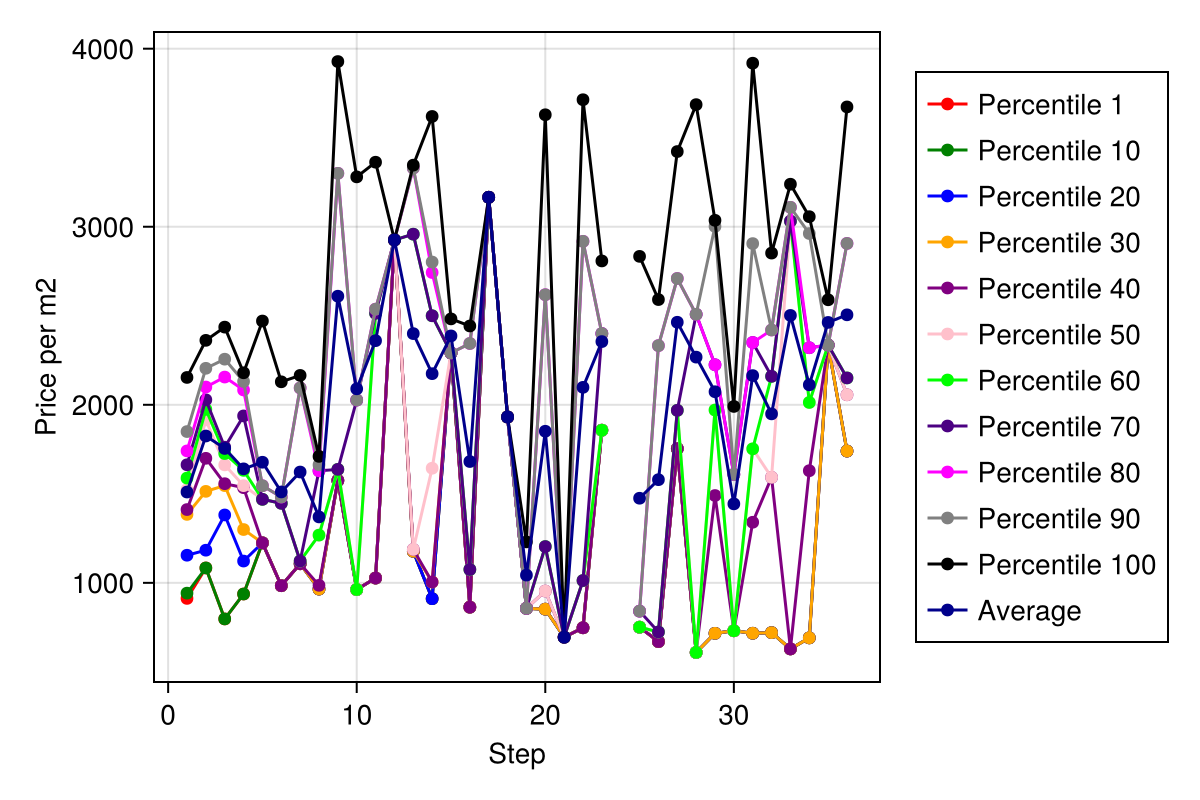 4000
3000
2000
1000
Price per m2
0 10 20 30
Step
Percentile 1
Percentile 10
Percentile 20
Percentile 30
Percentile 40
Percentile 50
Percentile 60
Percentile 70
Percentile 80
Percentile 90
Percentile 100
Average